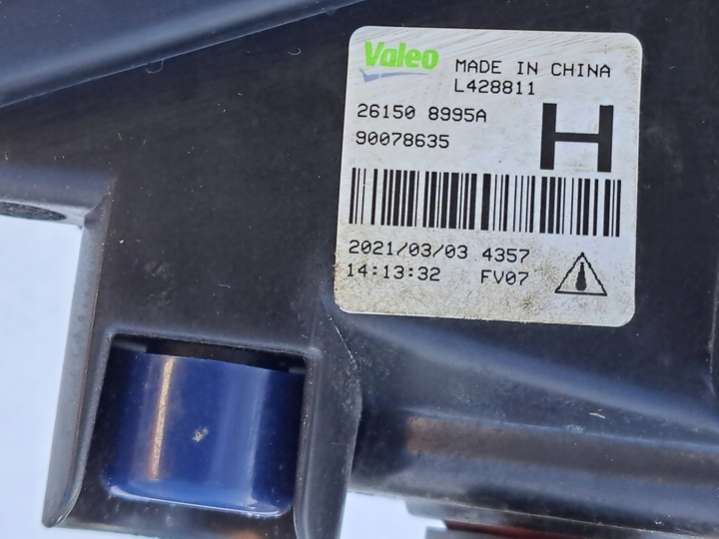 Valeo MADE IN CHINA
L428811
26150 8995A
90078635
H
2021/03/03 4357
14:13:32 FV07